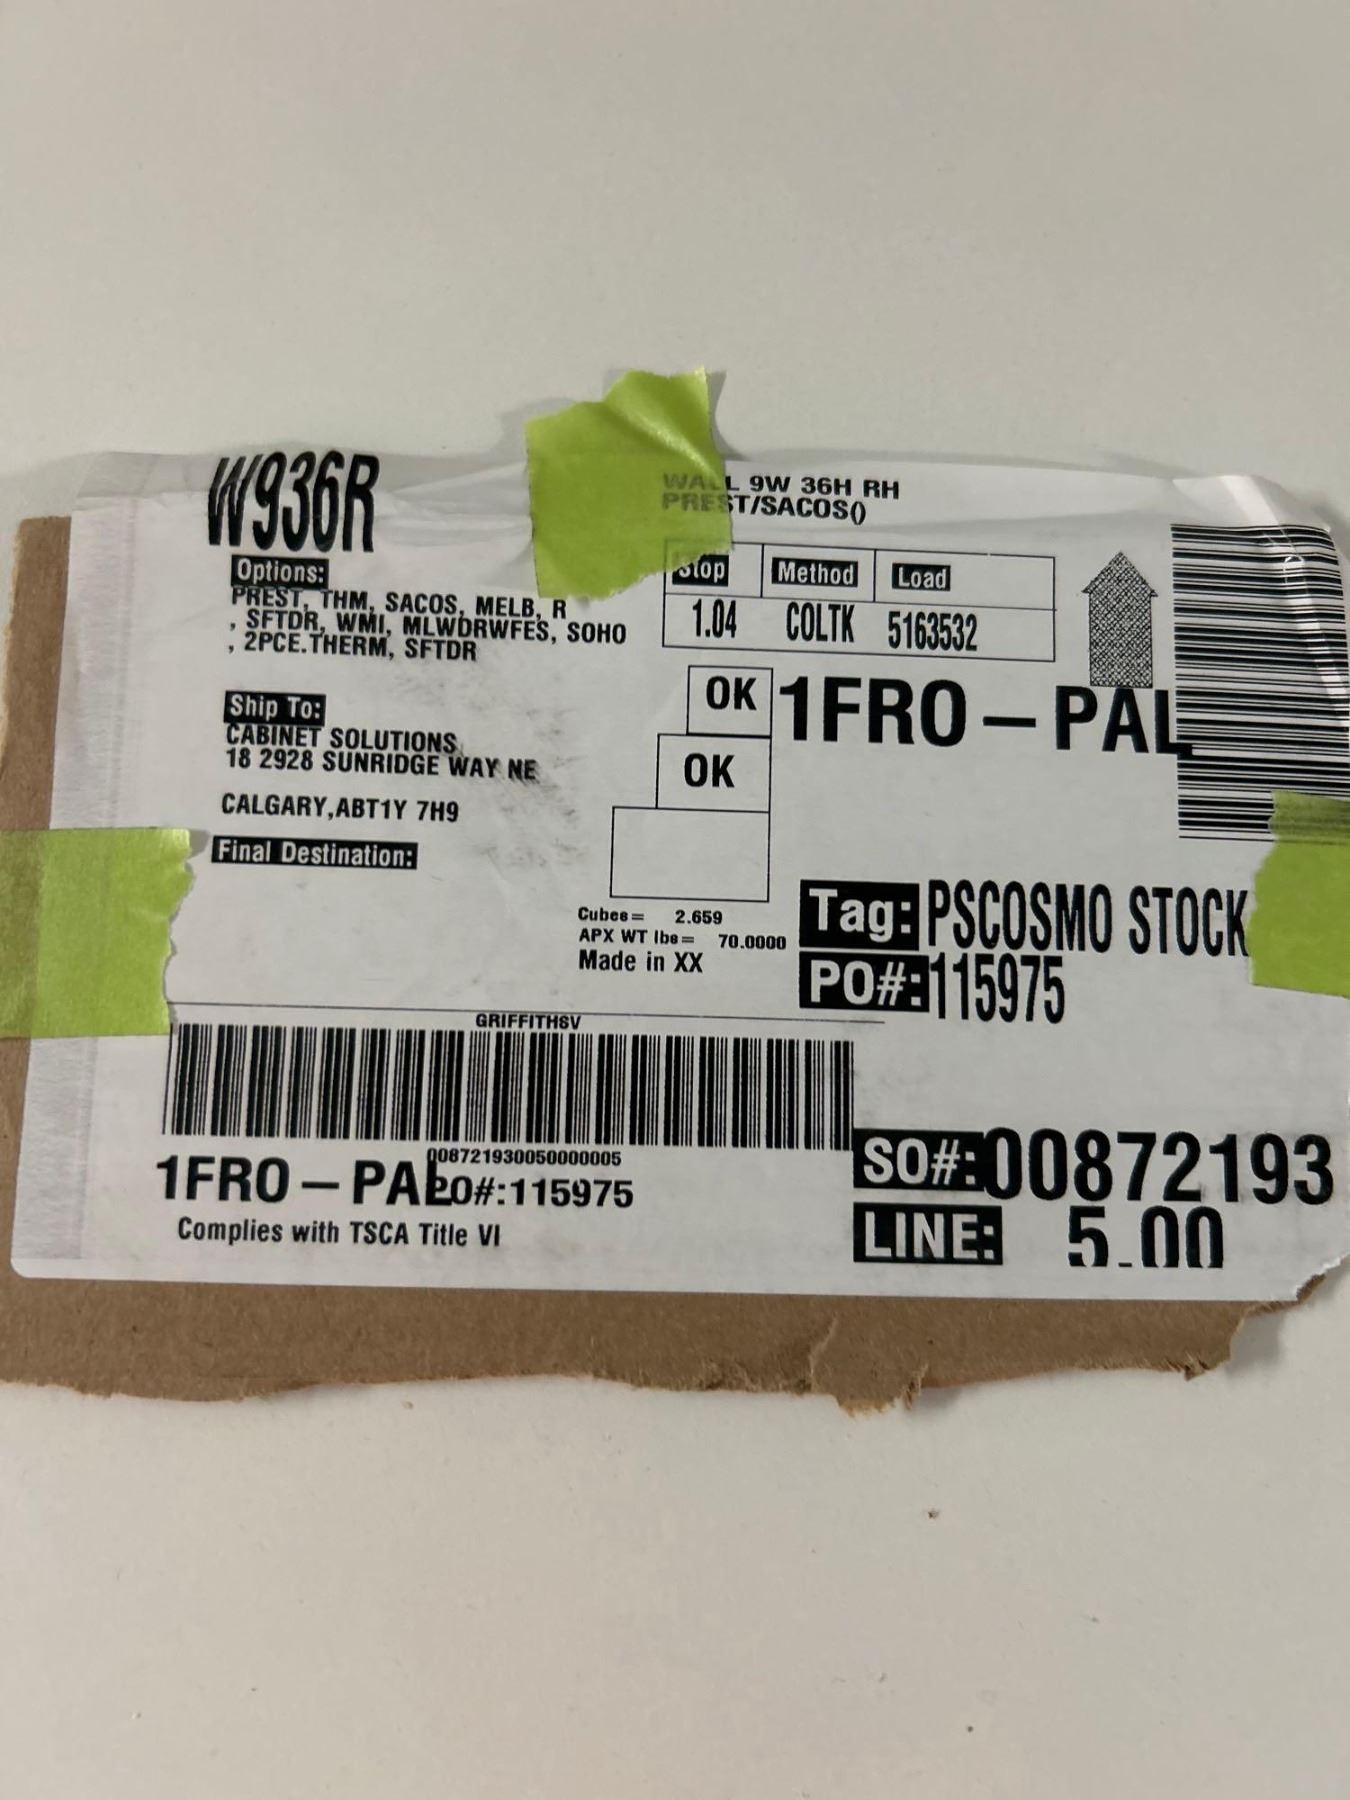 W936R
WALL 9W 36H RH
PREST/SACOS()
Options:
PREST, THM, SACOS, MELB, R
, SFTDR, WMI, MLWDRWFES, SOHO
, 2PCE.THERM, SFTDR
Stop Method Load
1.04 COLTK 5163532
Ship To:
CABINET SOLUTIONS
18 2928 SUNRIDGE WAY NE
CALGARY,ABT1Y 7H9
Final Destination:
OK
1FRO-PAL
OK
Cubes= 2.659
APX WT lbs= 70.0000
Made in XX
Tag: PSCOSMO STOCK
PO#:115975
GRIFFITHSV
008721930050000005
1FRO-PAL
PO#:115975
Complies with TSCA Title VI
SO#:00872193
LINE: 5.00